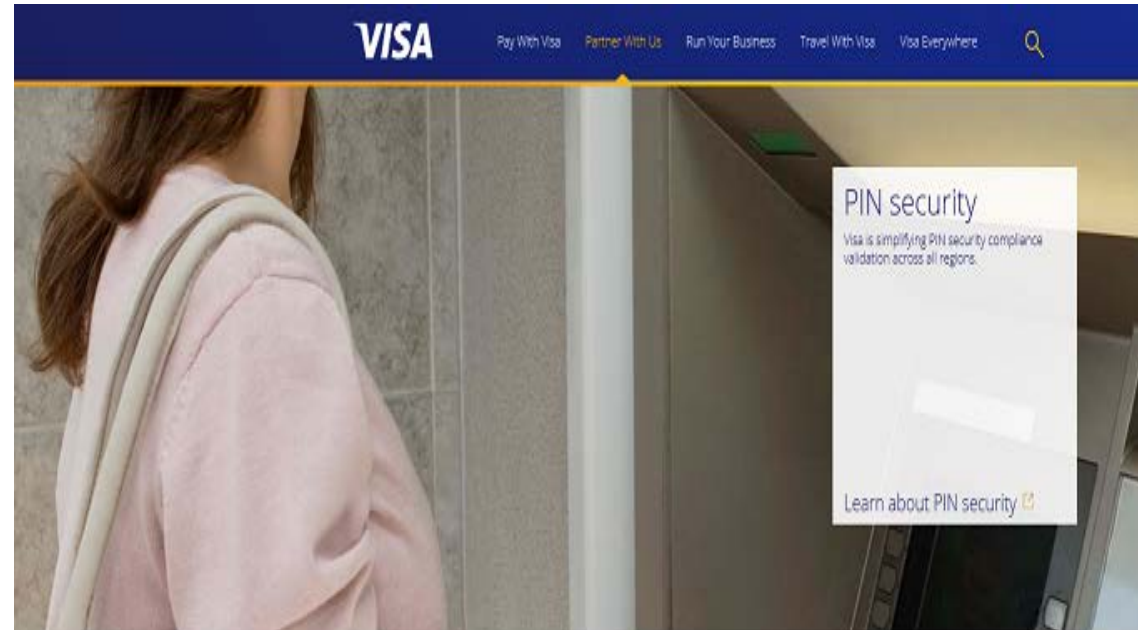 VISA
Pay With Visa
Partner With Us
Run Your Business
Travel With Visa
Visa Everywhere
PIN security
Visa is simplifying PIN security compliance
validation across all regions.
Learn about PIN security